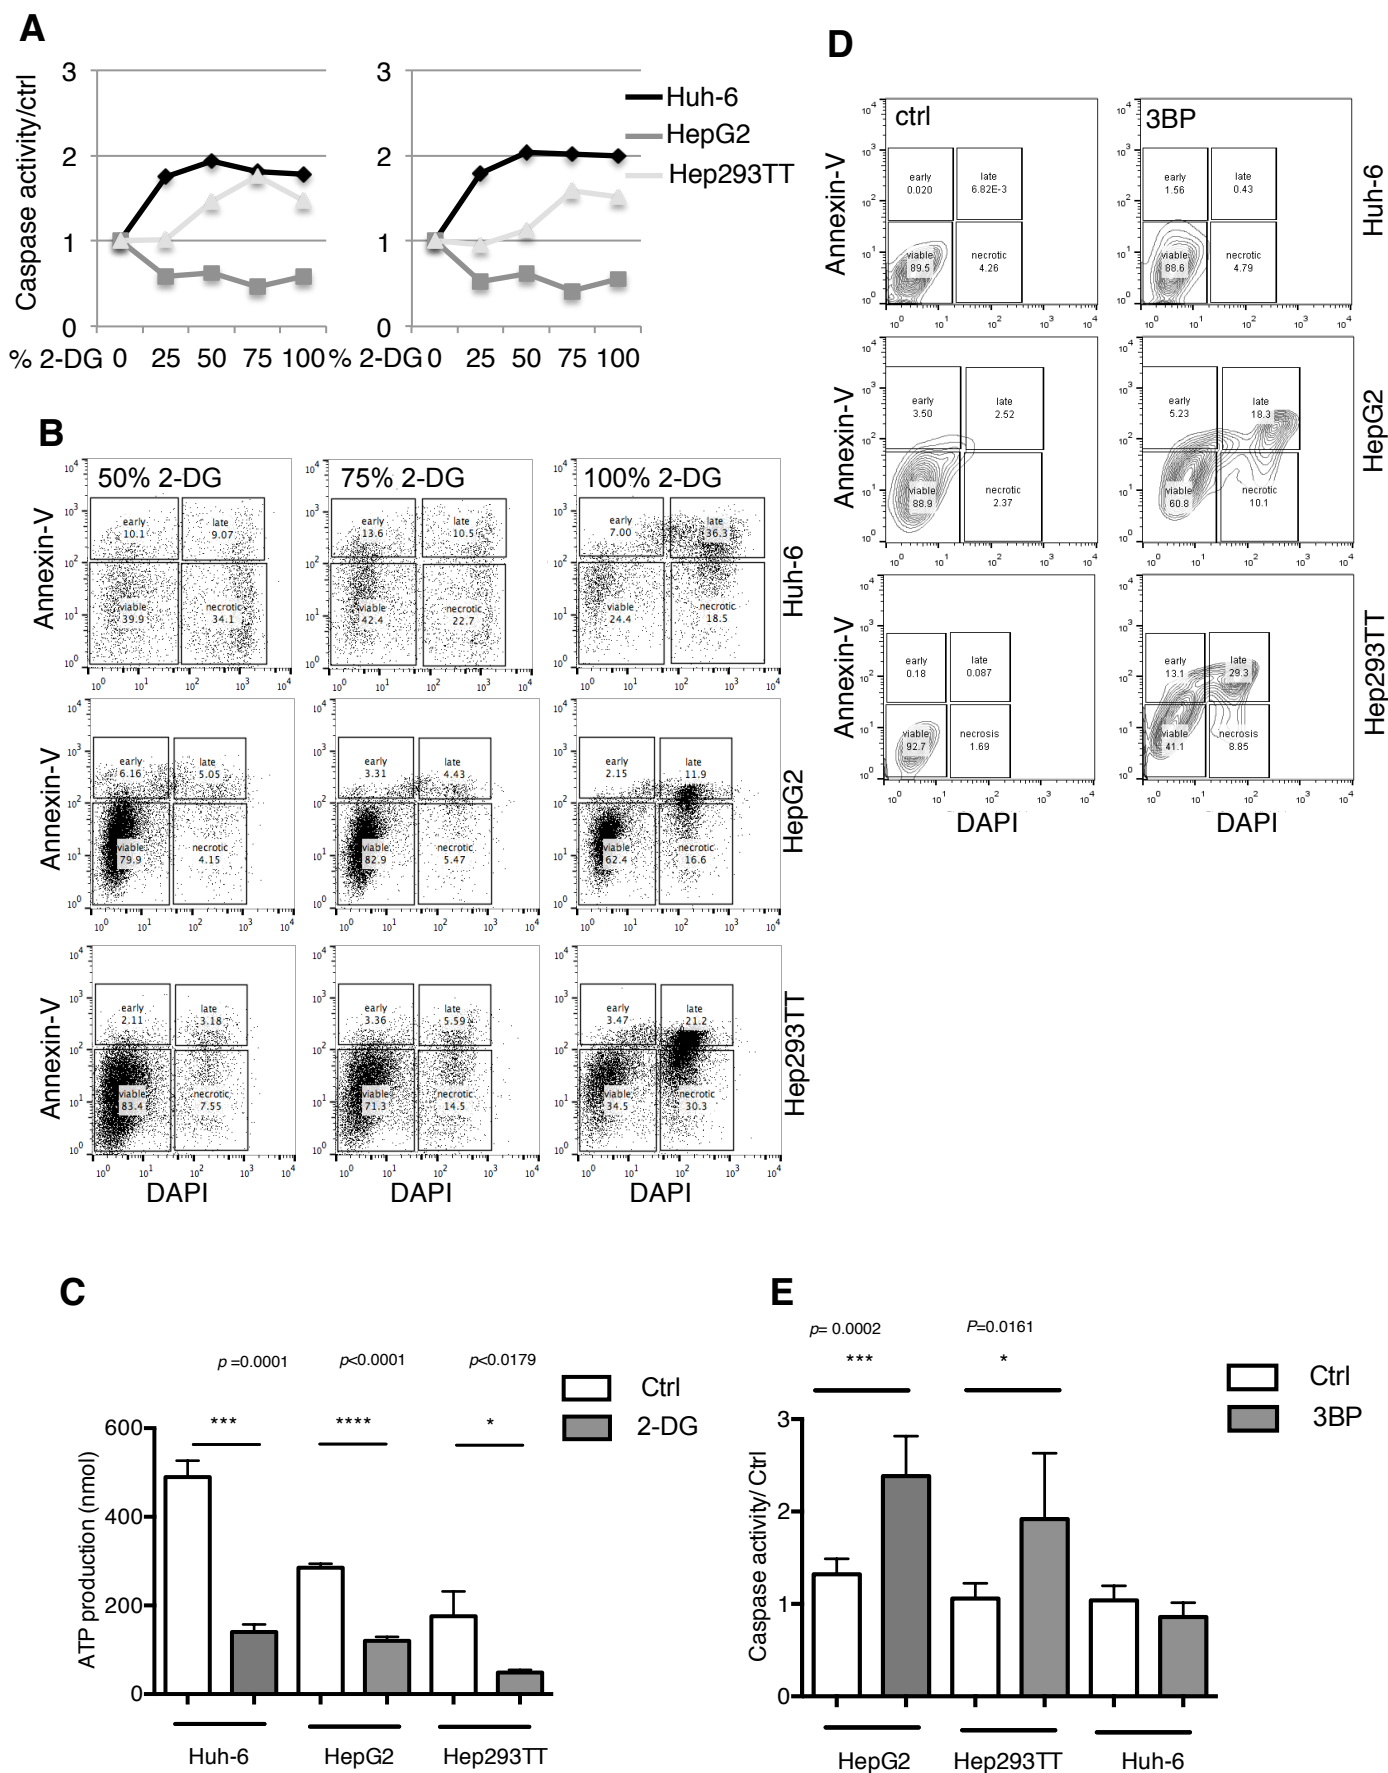 A
Caspase activity/ctrl
3
2
1
0
% 2-DG 0 25 50 75 100
3
2
1
0
% 2-DG 0 25 50 75 100
Huh-6
HepG2
Hep293TT
B
50% 2-DG
75% 2-DG
100% 2-DG
Annexin-V
Huh-6
early
10.1
late
9.07
viable
39.9
necrotic
34.1
early
13.6
late
10.5
viable
42.4
necrotic
22.7
early
7.00
late
36.3
viable
24.4
necrotic
18.5
Annexin-V
HepG2
early
6.16
late
5.05
viable
79.9
necrotic
4.15
early
3.31
late
4.43
viable
82.9
necrotic
5.47
early
2.15
late
11.9
viable
62.4
necrotic
16.6
Annexin-V
Hep293TT
early
2.11
late
3.18
viable
83.4
necrotic
7.55
early
3.36
late
5.59
viable
71.3
necrotic
14.5
early
3.47
late
21.2
viable
34.5
necrotic
30.3
DAPI
DAPI
DAPI
C
p =0.0001
p<0.0001
p<0.0179
***
****
*
Ctrl
2-DG
ATP production (nmol)
600
400
200
0
Huh-6
HepG2
Hep293TT
D
ctrl
3BP
Annexin-V
Huh-6
early
0.020
late
6.82E-3
viable
89.5
necrotic
4.26
early
1.56
late
0.43
viable
88.6
necrotic
4.79
Annexin-V
HepG2
early
3.50
late
2.52
viable
88.9
necrotic
2.37
early
5.23
late
18.3
viable
60.8
necrotic
10.1
Annexin-V
Hep293TT
early
0.18
late
0.087
viable
92.7
necrosis
1.69
early
13.1
late
29.3
viable
41.1
necrosis
8.85
DAPI
DAPI
E
p= 0.0002
P=0.0161
***
*
Ctrl
3BP
Caspase activity/ Ctrl
3
2
1
0
HepG2
Hep293TT
Huh-6